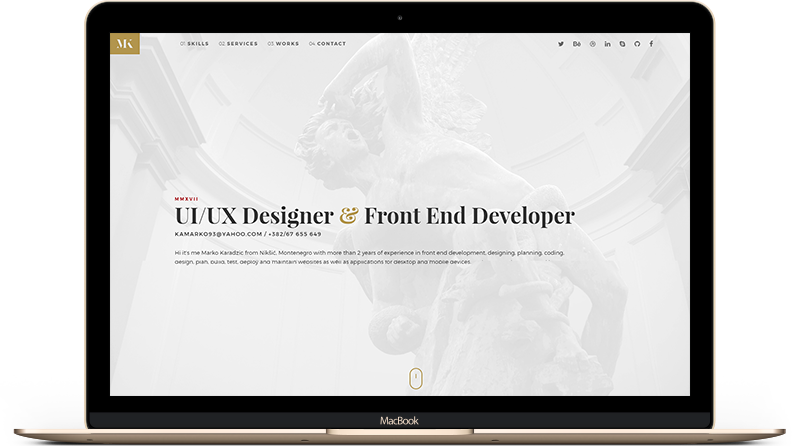 MK
01 SKILLS 02 SERVICES 03 WORKS 04 CONTACT
MMXVII
UI/UX Designer & Front End Developer
KAMARKO93@YAHOO.COM / +382/67 655 649
Hi it's me Marko Karadzic from Nikšić, Montenegro with more than 2 years of experience in front end development, designing, planning, coding,
design, plan, build, test, deploy and maintain websites as well as applications for desktop and mobile devices.
MacBook